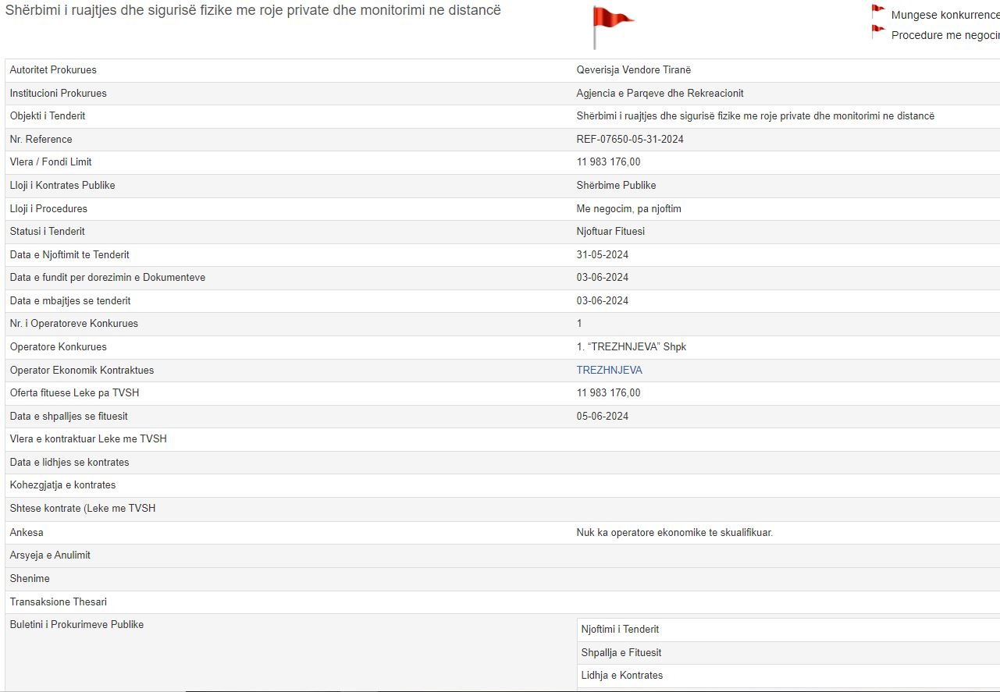 Shërbimi i ruajtjes dhe sigurisë fizike me roje private dhe monitorimi ne distancë
Mungese konkurrence
Procedure me negocim
Autoritet Prokurues Qeverisja Vendore Tiranë
Institucioni Prokurues Agjencia e Parqeve dhe Rekreacionit
Objekti i Tenderit Shërbimi i ruajtjes dhe sigurisë fizike me roje private dhe monitorimi ne distancë
Nr. Reference REF-07650-05-31-2024
Vlera / Fondi Limit 11 983 176,00
Lloji i Kontrates Publike Shërbime Publike
Lloji i Procedures Me negocim, pa njoftim
Statusi i Tenderit Njoftuar Fituesi
Data e Njoftimit te Tenderit 31-05-2024
Data e fundit per dorezimin e Dokumenteve 03-06-2024
Data e mbajtjes se tenderit 03-06-2024
Nr. i Operatoreve Konkurues 1
Operatore Konkurues 1. “TREZHNJEVA” Shpk
Operator Ekonomik Kontraktues TREZHNJEVA
Oferta fituese Leke pa TVSH 11 983 176,00
Data e shpalljes se fituesit 05-06-2024
Vlera e kontraktuar Leke me TVSH
Data e lidhjes se kontrates
Kohezgjatja e kontrates
Shtese kontrate (Leke me TVSH
Ankesa Nuk ka operatore ekonomike te skualifikuar.
Arsyeja e Anulimit
Shenime
Transaksione Thesari
Buletini i Prokurimeve Publike
Njoftimi i Tenderit
Shpallja e Fituesit
Lidhja e Kontrates